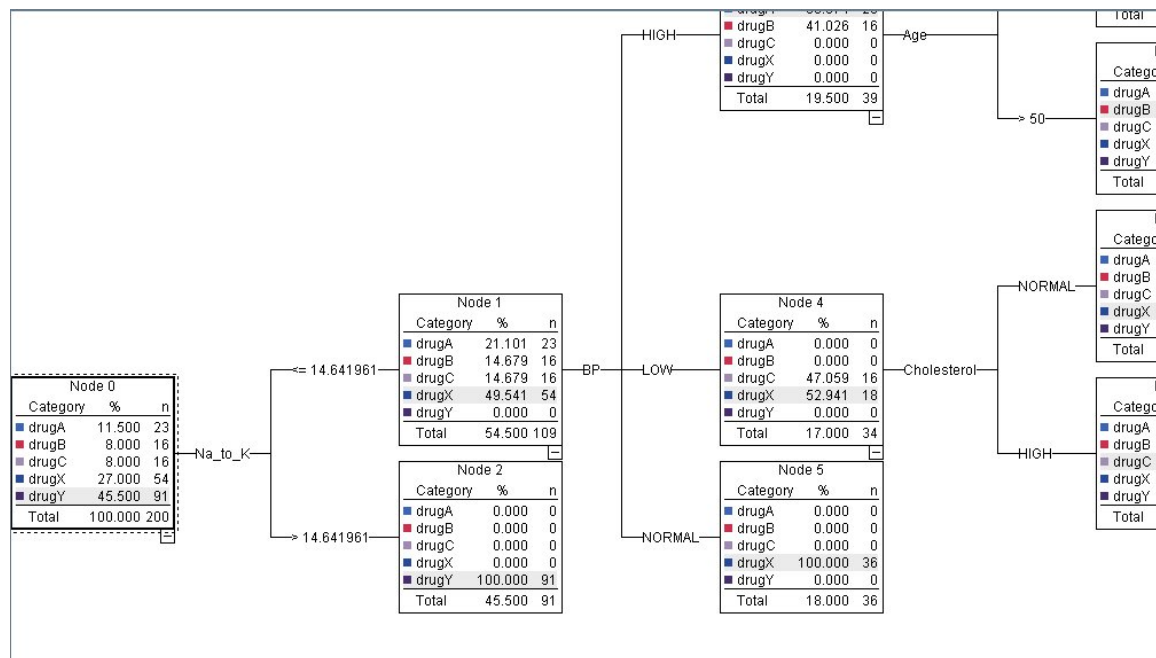 Node 0
Category % n
drugA 11.500 23
drugB 8.000 16
drugC 8.000 16
drugX 27.000 54
drugY 45.500 91
Total 100.000 200
Na_to_K
<= 14.641961
> 14.641961
Node 1
Category % n
drugA 21.101 23
drugB 14.679 16
drugC 14.679 16
drugX 49.541 54
drugY 0.000 0
Total 54.500 109
Node 2
Category % n
drugA 0.000 0
drugB 0.000 0
drugC 0.000 0
drugX 0.000 0
drugY 100.000 91
Total 45.500 91
BP
HIGH
LOW
NORMAL
drugB 41.026 16
drugC 0.000 0
drugX 0.000 0
drugY 0.000 0
Total 19.500 39
Node 4
Category % n
drugA 0.000 0
drugB 0.000 0
drugC 47.059 16
drugX 52.941 18
drugY 0.000 0
Total 17.000 34
Node 5
Category % n
drugA 0.000 0
drugB 0.000 0
drugC 0.000 0
drugX 100.000 36
drugY 0.000 0
Total 18.000 36
Age
> 50
Cholesterol
NORMAL
HIGH
Total
Catego
drugA
drugB
drugC
drugX
drugY
Total
Catego
drugA
drugB
drugC
drugX
drugY
Total
Catego
drugA
drugB
drugC
drugX
drugY
Total